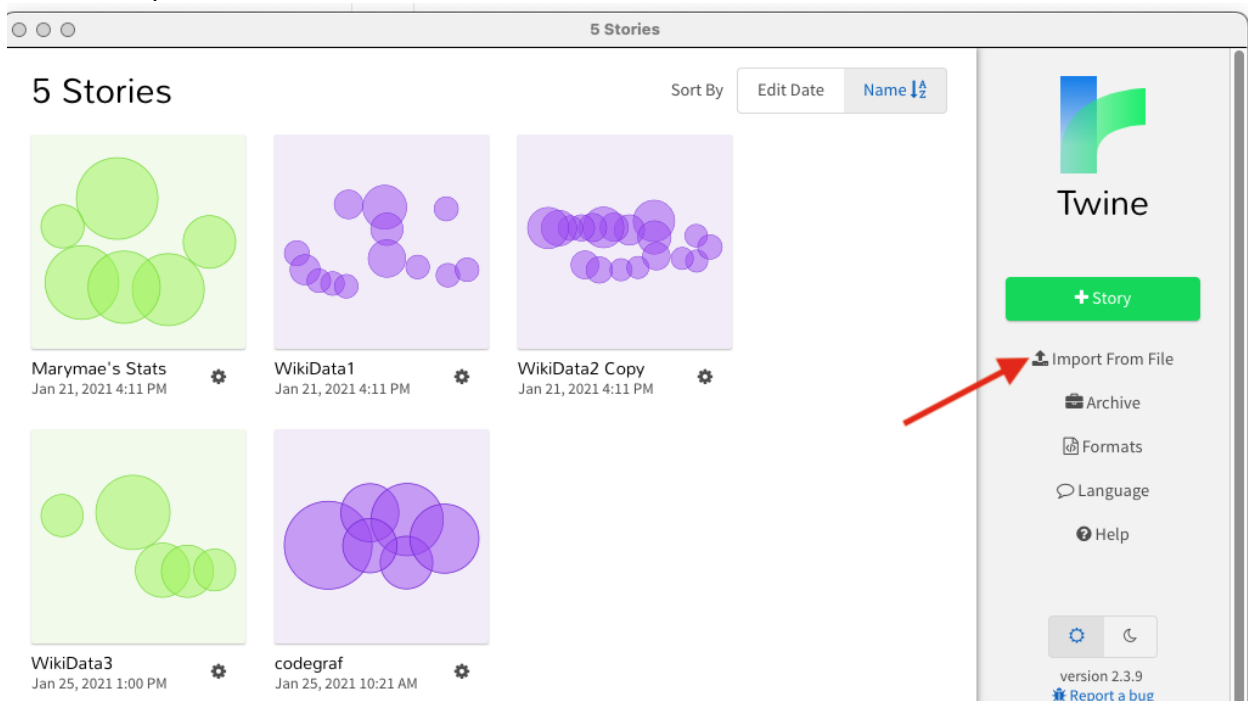 5 Stories
5 Stories
Sort By
Edit Date
Name
Marymae's Stats
Jan 21, 2021 4:11 PM
WikiData1
Jan 21, 2021 4:11 PM
WikiData2 Copy
Jan 21, 2021 4:11 PM
WikiData3
Jan 25, 2021 1:00 PM
codegraf
Jan 25, 2021 10:21 AM
Twine
+ Story
Import From File
Archive
Formats
Language
Help
version 2.3.9
Report a bug